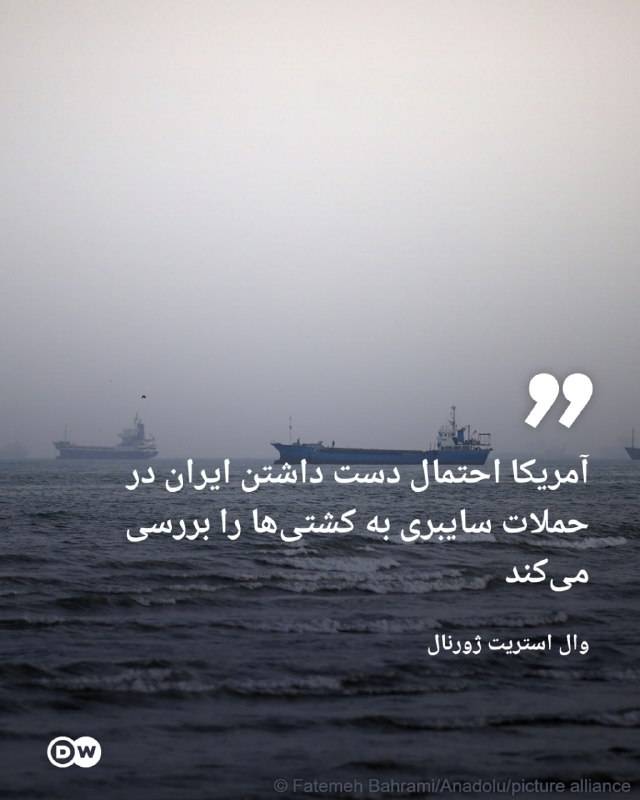 ”
آمریکا احتمال دست داشتن ایران در
حملات سایبری به کشتی‌ها را بررسی
می‌کند
وال استریت ژورنال
DW
© Fatemeh Bahrami/Anadolu/picture alliance